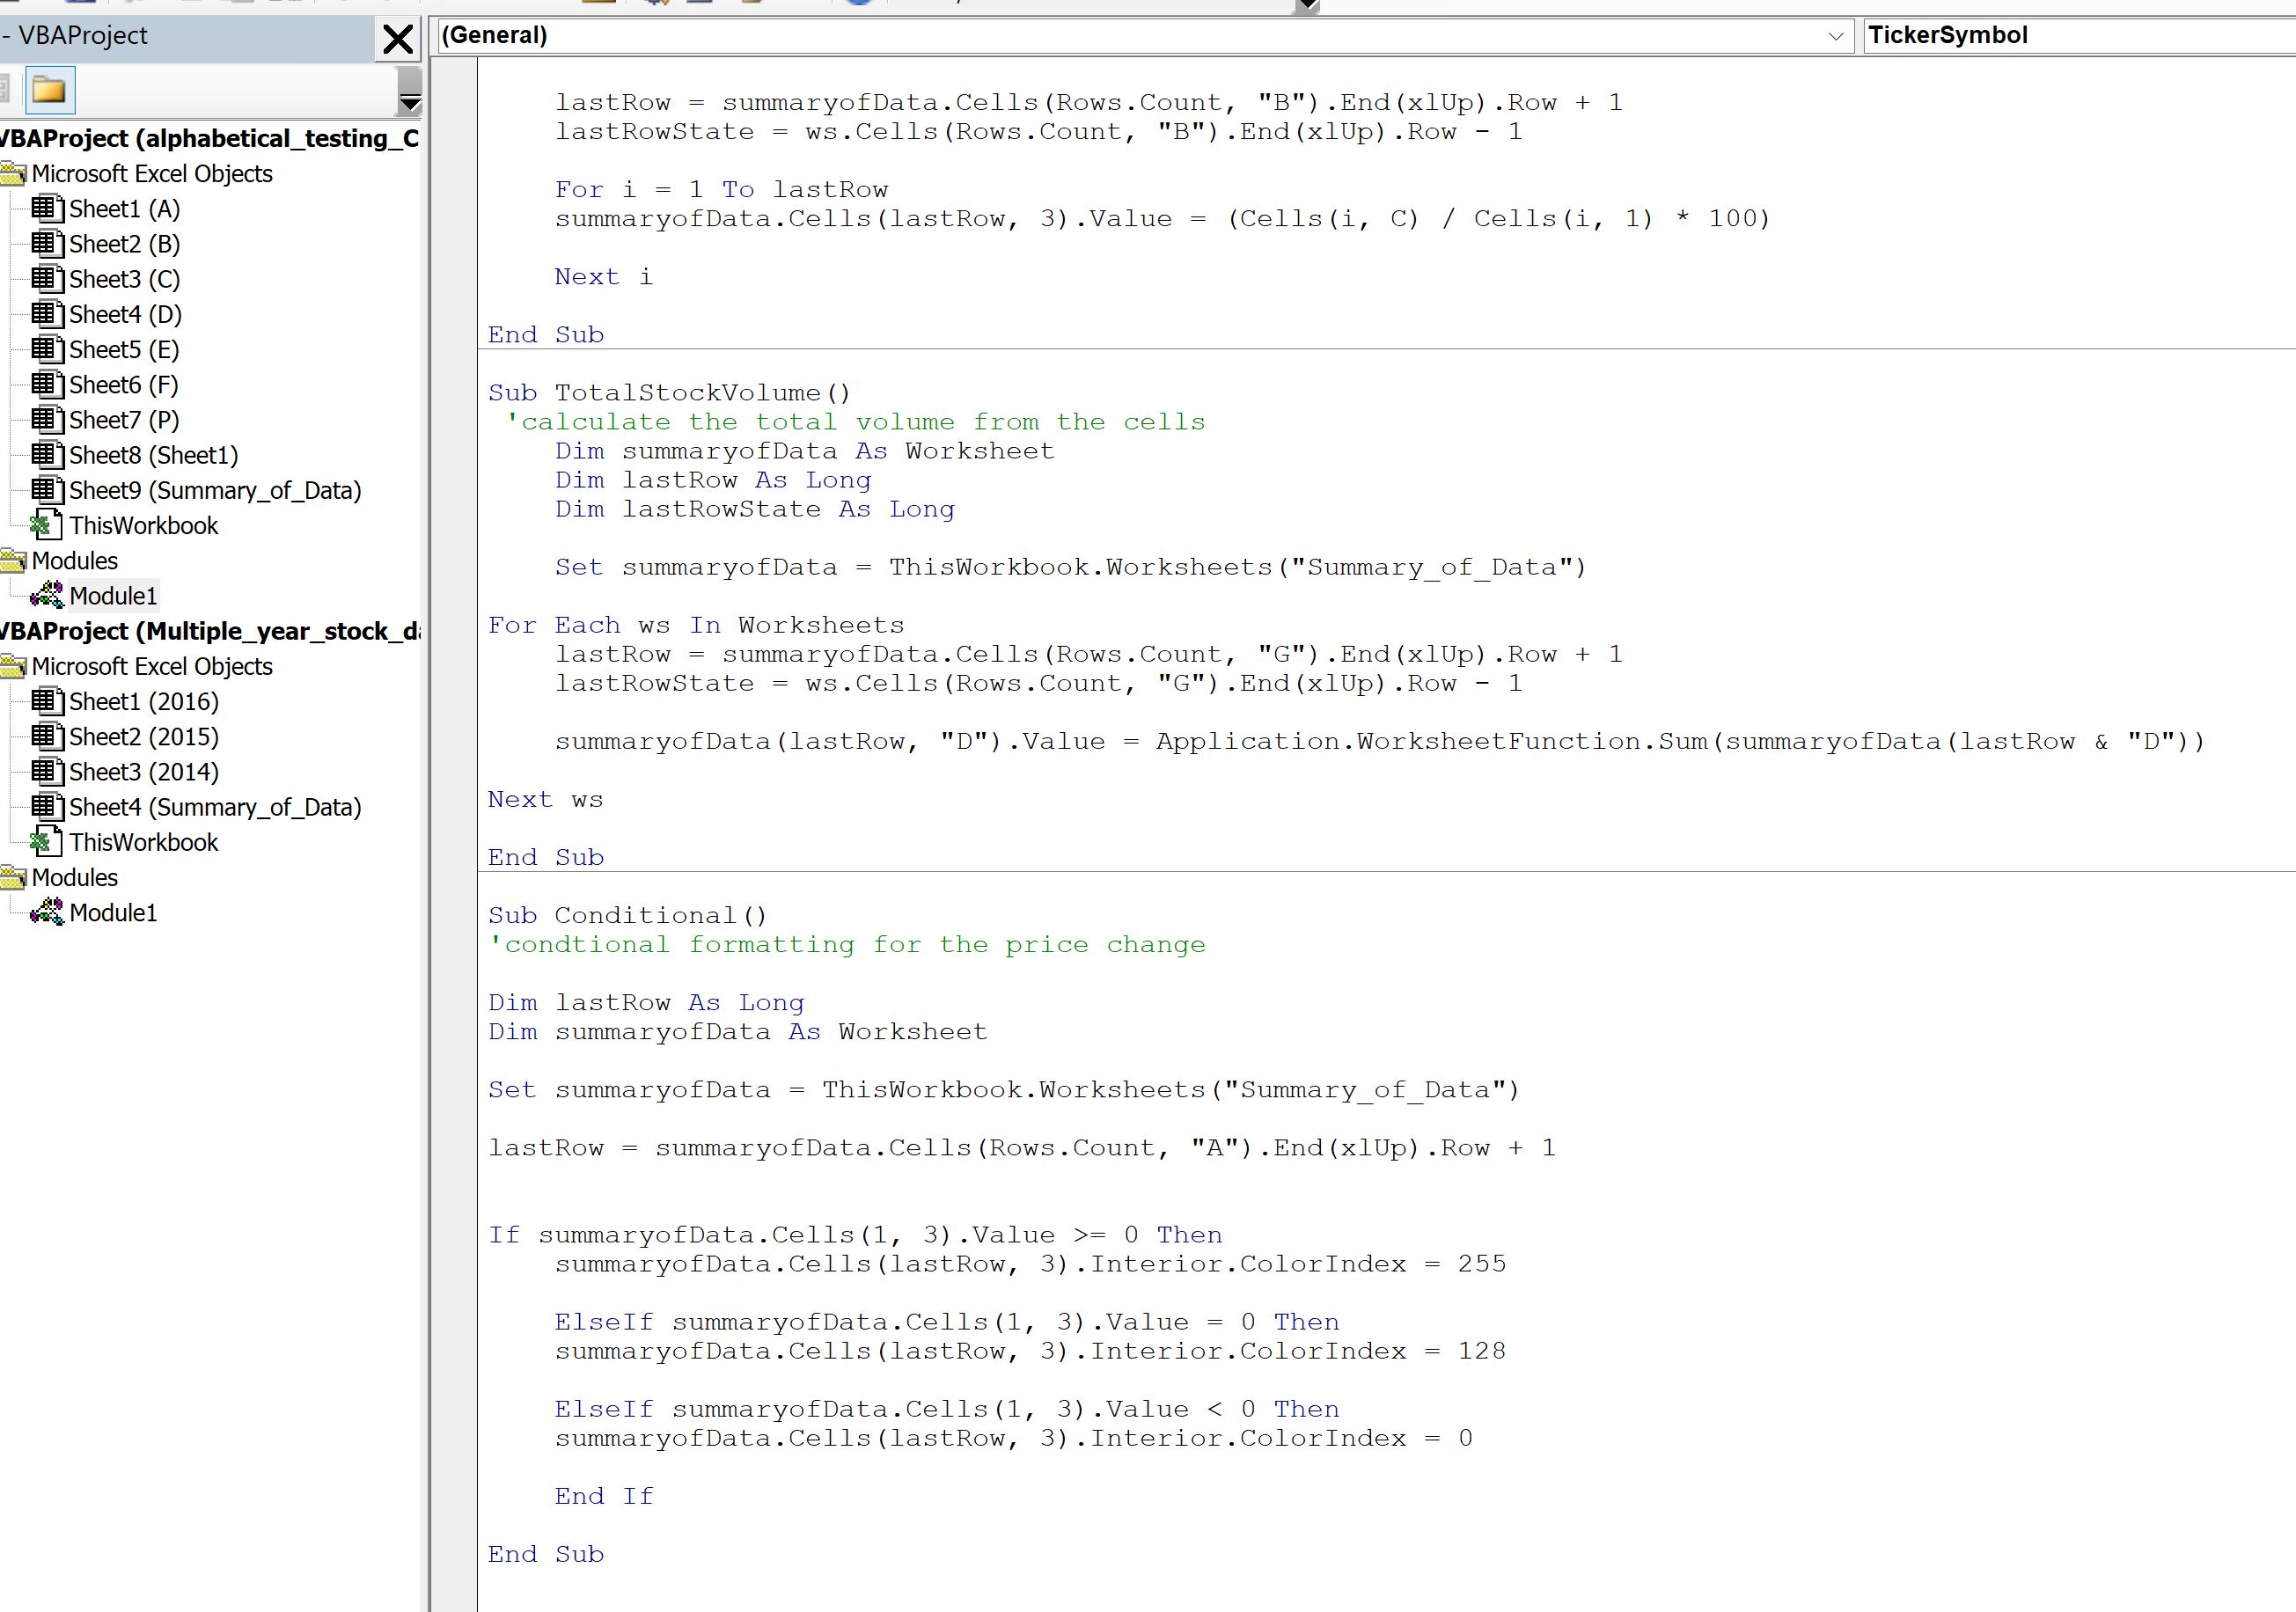 - VBAProject
VBAProject (alphabetical_testing_C
Microsoft Excel Objects
Sheet1 (A)
Sheet2 (B)
Sheet3 (C)
Sheet4 (D)
Sheet5 (E)
Sheet6 (F)
Sheet7 (P)
Sheet8 (Sheet1)
Sheet9 (Summary_of_Data)
ThisWorkbook
Modules
Module1
VBAProject (Multiple_year_stock_da
Microsoft Excel Objects
Sheet1 (2016)
Sheet2 (2015)
Sheet3 (2014)
Sheet4 (Summary_of_Data)
ThisWorkbook
Modules
Module1
(General)
TickerSymbol
lastRow = summaryofData.Cells(Rows.Count, "B").End(xlUp).Row + 1
lastRowState = ws.Cells(Rows.Count, "B").End(xlUp).Row - 1
For i = 1 To lastRow
summaryofData.Cells(lastRow, 3).Value = (Cells(i, C) / Cells(i, 1) * 100)
Next i
End Sub
Sub TotalStockVolume()
'calculate the total volume from the cells
Dim summaryofData As Worksheet
Dim lastRow As Long
Dim lastRowState As Long
Set summaryofData = ThisWorkbook.Worksheets("Summary_of_Data")
For Each ws In Worksheets
lastRow = summaryofData.Cells(Rows.Count, "G").End(xlUp).Row + 1
lastRowState = ws.Cells(Rows.Count, "G").End(xlUp).Row - 1
summaryofData(lastRow, "D").Value = Application.WorksheetFunction.Sum(summaryofData(lastRow & "D"))
Next ws
End Sub
Sub Conditional()
'condtional formatting for the price change
Dim lastRow As Long
Dim summaryofData As Worksheet
Set summaryofData = ThisWorkbook.Worksheets("Summary_of_Data")
lastRow = summaryofData.Cells(Rows.Count, "A").End(xlUp).Row + 1
If summaryofData.Cells(1, 3).Value >= 0 Then
summaryofData.Cells(lastRow, 3).Interior.ColorIndex = 255
ElseIf summaryofData.Cells(1, 3).Value = 0 Then
summaryofData.Cells(lastRow, 3).Interior.ColorIndex = 128
ElseIf summaryofData.Cells(1, 3).Value < 0 Then
summaryofData.Cells(lastRow, 3).Interior.ColorIndex = 0
End If
End Sub